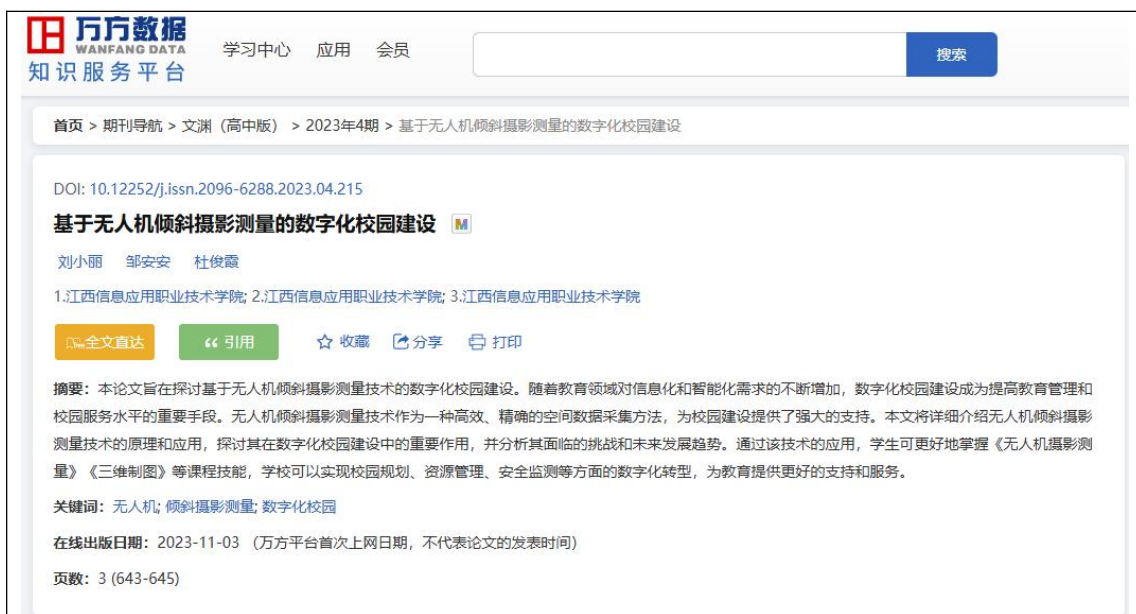 万方数据
WANFANG DATA
知识服务平台
学习中心 应用 会员
搜索
首页 > 期刊导航 > 文渊（高中版） > 2023年4期 > 基于无人机倾斜摄影测量的数字化校园建设
DOI: 10.12252/j.issn.2096-6288.2023.04.215
基于无人机倾斜摄影测量的数字化校园建设 M
刘小丽 邹安安 杜俊霞
1.江西信息应用职业技术学院; 2.江西信息应用职业技术学院; 3.江西信息应用职业技术学院
全文直达 引用 收藏 分享 打印
摘要：本论文旨在探讨基于无人机倾斜摄影测量技术的数字化校园建设。随着教育领域对信息化和智能化需求的不断增加，数字化校园建设成为提高教育管理和
校园服务水平的重要手段。无人机倾斜摄影测量技术作为一种高效、精确的空间数据采集方法，为校园建设提供了强大的支持。本文将详细介绍无人机倾斜摄影
测量技术的原理和应用，探讨其在数字化校园建设中的重要作用，并分析其面临的挑战和未来发展趋势。通过该技术的应用，学生可更好地掌握《无人机摄影测
量》《三维制图》等课程技能，学校可以实现校园规划、资源管理、安全监测等方面的数字化转型，为教育提供更好的支持和服务。
关键词：无人机; 倾斜摄影测量; 数字化校园
在线出版日期：2023-11-03 （万方平台首次上网日期，不代表论文的发表时间）
页数：3 (643-645)